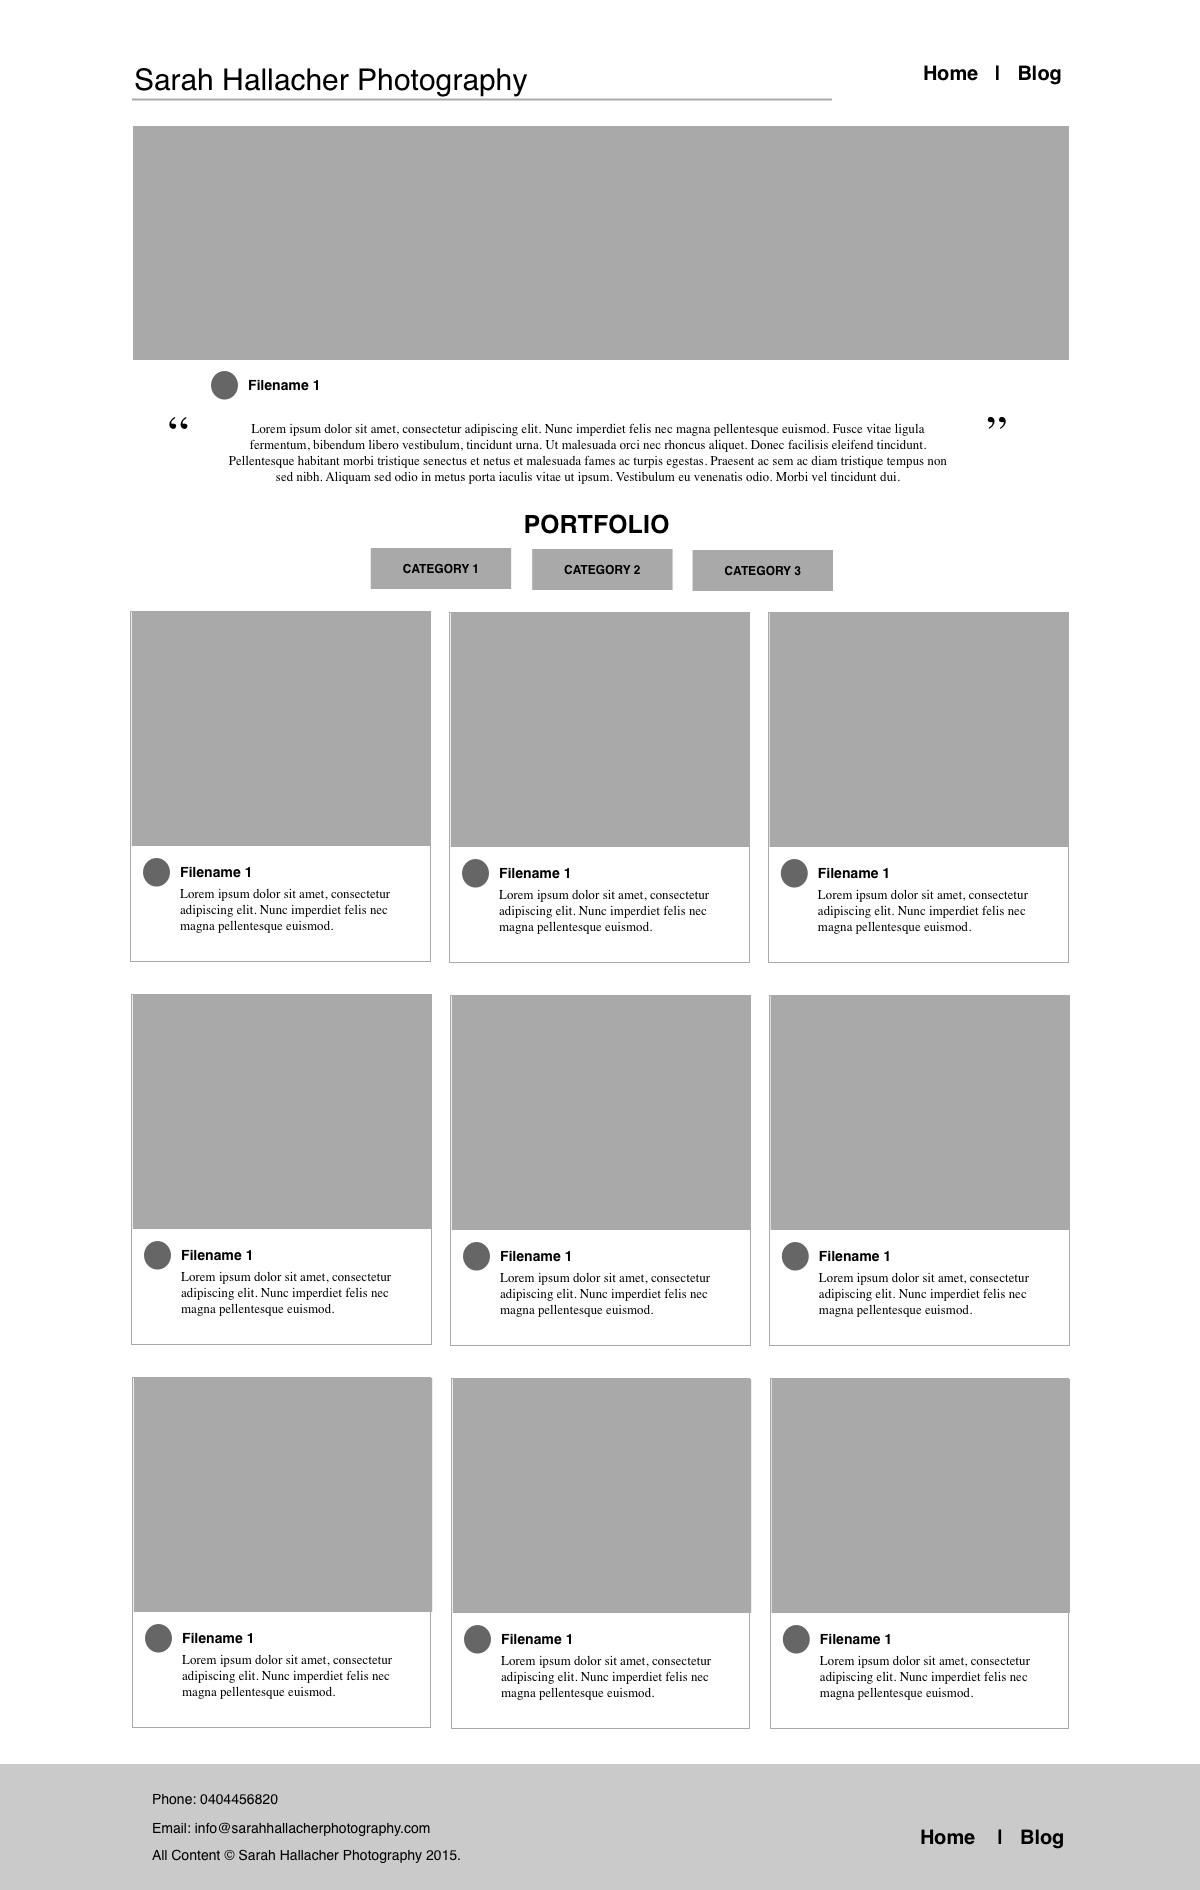 Sarah Hallacher Photography
Home | Blog
Filename 1
“ Lorem ipsum dolor sit amet, consectetur adipiscing elit. Nunc imperdiet felis nec magna pellentesque euismod. Fusce vitae ligula ”
fermentum, bibendum libero vestibulum, tincidunt urna. Ut malesuada orci nec rhoncus aliquet. Donec facilisis eleifend tincidunt.
Pellentesque habitant morbi tristique senectus et netus et malesuada fames ac turpis egestas. Praesent ac sem ac diam tristique tempus non
sed nibh. Aliquam sed odio in metus porta iaculis vitae ut ipsum. Vestibulum eu venenatis odio. Morbi vel tincidunt dui.
PORTFOLIO
CATEGORY 1
CATEGORY 2
CATEGORY 3
Filename 1
Lorem ipsum dolor sit amet, consectetur
adipiscing elit. Nunc imperdiet felis nec
magna pellentesque euismod.
Filename 1
Lorem ipsum dolor sit amet, consectetur
adipiscing elit. Nunc imperdiet felis nec
magna pellentesque euismod.
Filename 1
Lorem ipsum dolor sit amet, consectetur
adipiscing elit. Nunc imperdiet felis nec
magna pellentesque euismod.
Filename 1
Lorem ipsum dolor sit amet, consectetur
adipiscing elit. Nunc imperdiet felis nec
magna pellentesque euismod.
Filename 1
Lorem ipsum dolor sit amet, consectetur
adipiscing elit. Nunc imperdiet felis nec
magna pellentesque euismod.
Filename 1
Lorem ipsum dolor sit amet, consectetur
adipiscing elit. Nunc imperdiet felis nec
magna pellentesque euismod.
Filename 1
Lorem ipsum dolor sit amet, consectetur
adipiscing elit. Nunc imperdiet felis nec
magna pellentesque euismod.
Filename 1
Lorem ipsum dolor sit amet, consectetur
adipiscing elit. Nunc imperdiet felis nec
magna pellentesque euismod.
Filename 1
Lorem ipsum dolor sit amet, consectetur
adipiscing elit. Nunc imperdiet felis nec
magna pellentesque euismod.
Phone: 0404456820
Email: info@sarahhallacherphotography.com
All Content © Sarah Hallacher Photography 2015.
Home | Blog